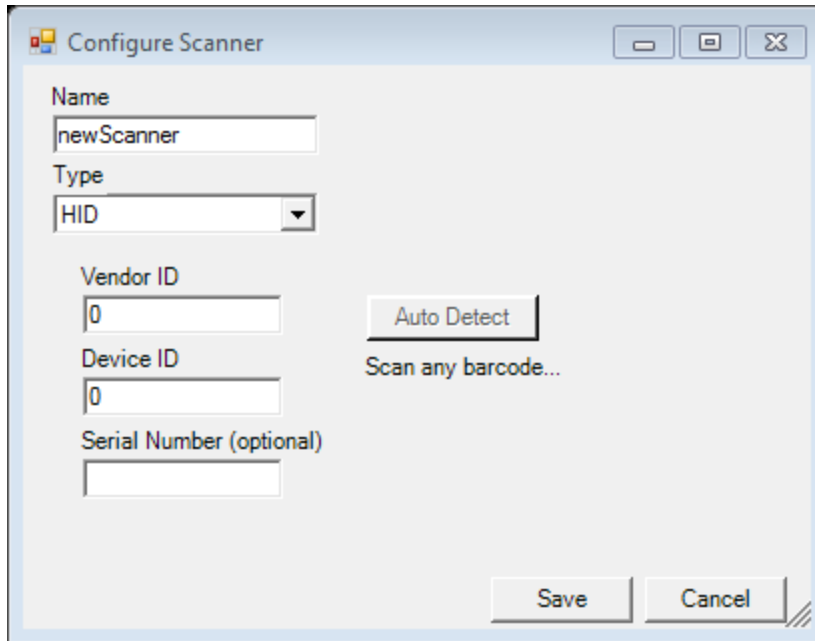 Configure Scanner
Name
newScanner
Type
HID
Vendor ID
0
Auto Detect
Device ID
Scan any barcode...
0
Serial Number (optional)
Save
Cancel